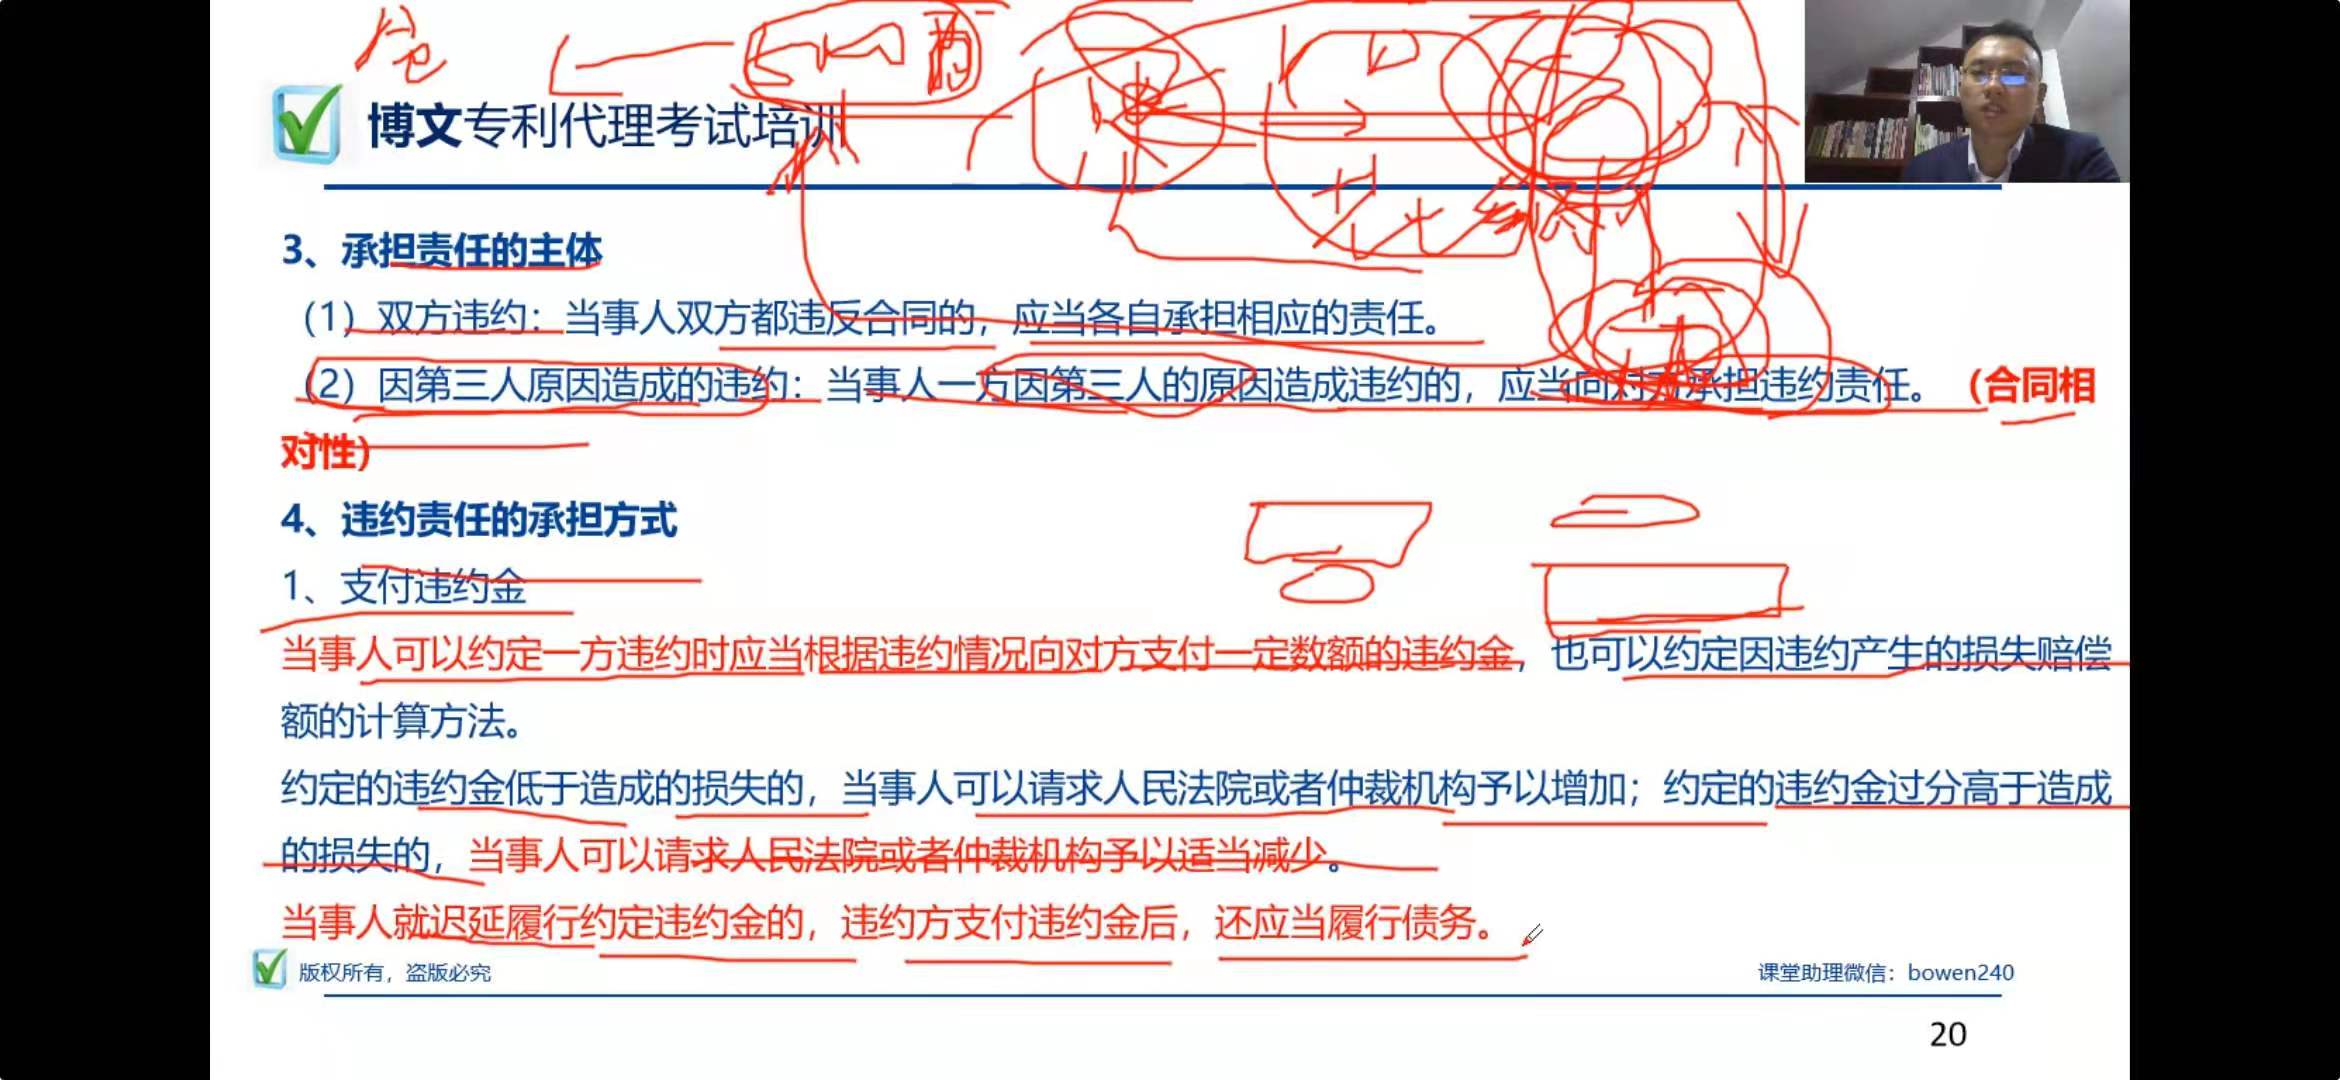 博文专利代理考试培训
3、承担责任的主体
（1）双方违约：当事人双方都违反合同的，应当各自承担相应的责任。
（2）因第三人原因造成的违约：当事人一方因第三人的原因造成违约的，应当向对方承担违约责任。（合同相
对性）
4、违约责任的承担方式
1、支付违约金
当事人可以约定一方违约时应当根据违约情况向对方支付一定数额的违约金，也可以约定因违约产生的损失赔偿
额的计算方法。
约定的违约金低于造成的损失的，当事人可以请求人民法院或者仲裁机构予以增加；约定的违约金过分高于造成
的损失的，当事人可以请求人民法院或者仲裁机构予以适当减少。
当事人就迟延履行约定违约金的，违约方支付违约金后，还应当履行债务。
版权所有，盗版必究
课堂助理微信：bowen240
20